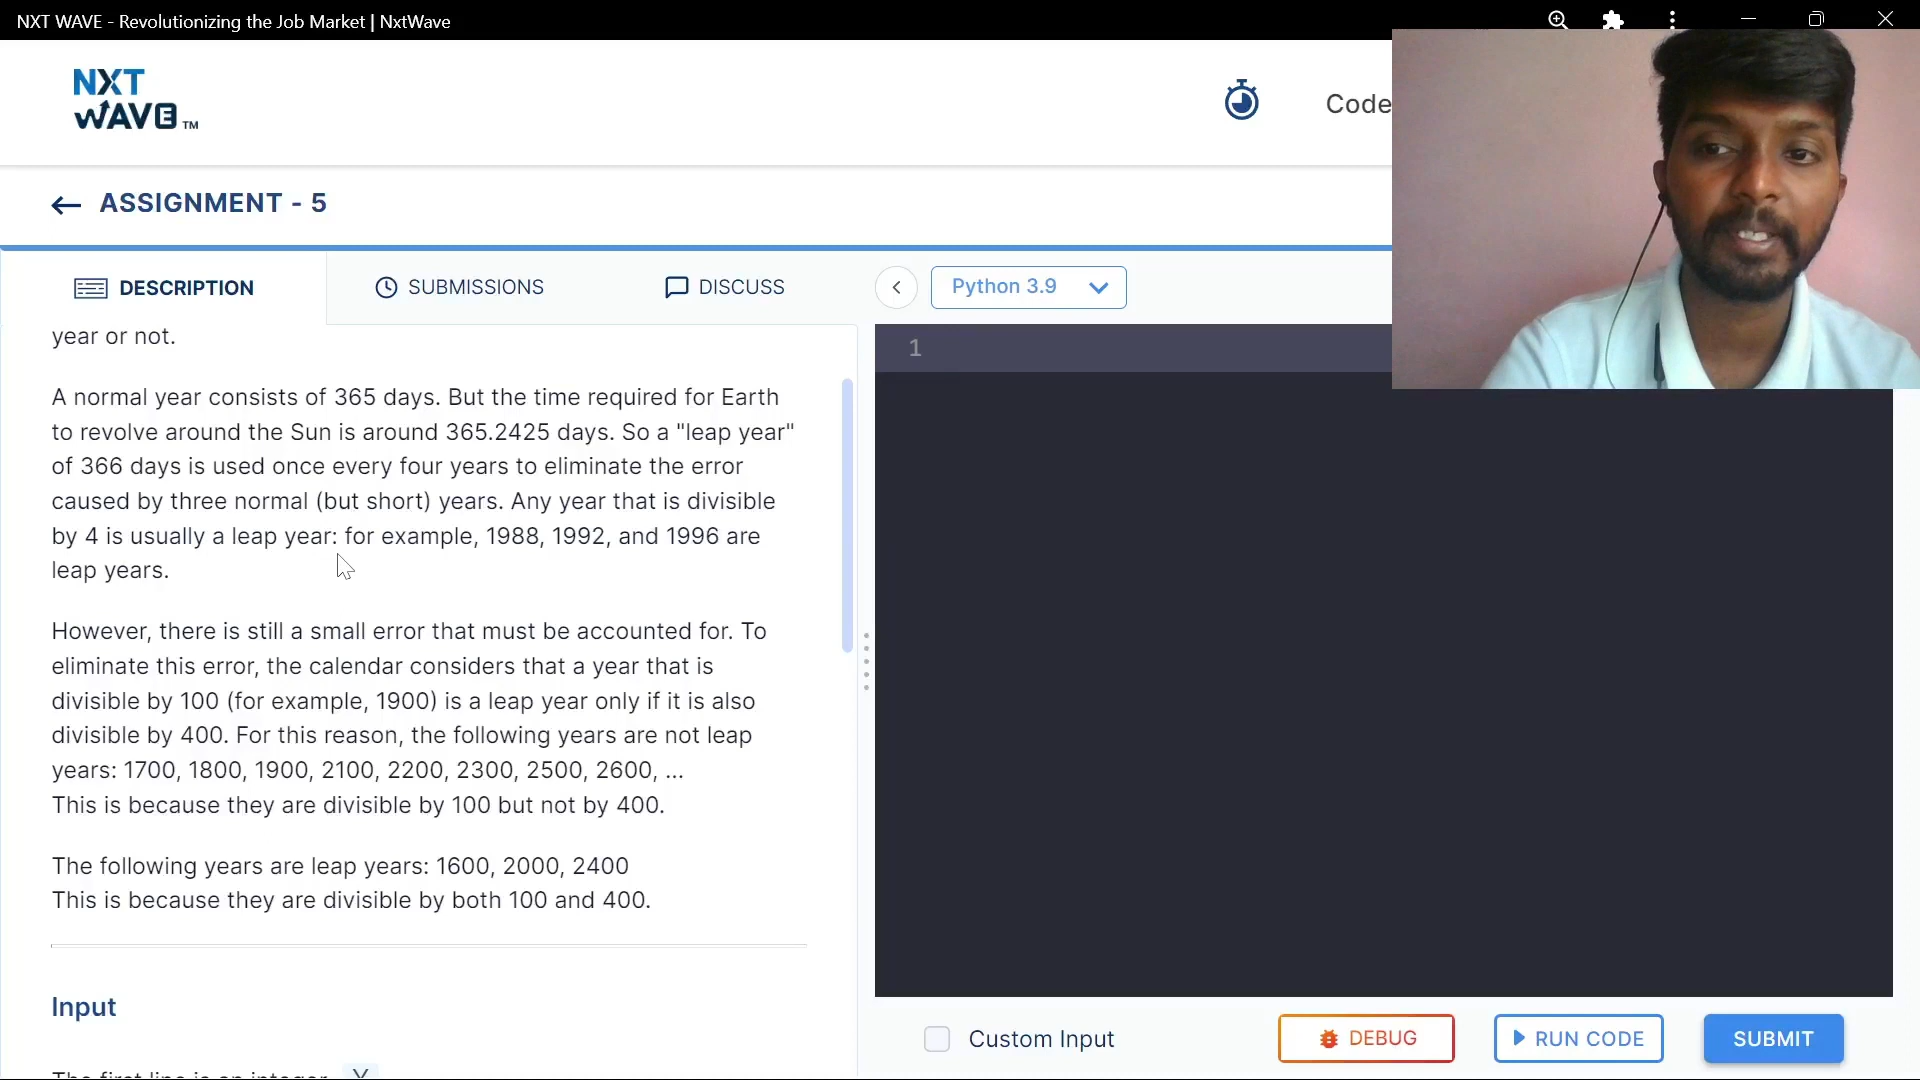 NXT WAVE - Revolutionizing the Job Market | NxtWave
NXT
WAVE TM
Code
ASSIGNMENT - 5
DESCRIPTION
SUBMISSIONS
DISCUSS
Python 3.9
year or not.
A normal year consists of 365 days. But the time required for Earth
to revolve around the Sun is around 365.2425 days. So a "leap year"
of 366 days is used once every four years to eliminate the error
caused by three normal (but short) years. Any year that is divisible
by 4 is usually a leap year: for example, 1988, 1992, and 1996 are
leap years.
However, there is still a small error that must be accounted for. To
eliminate this error, the calendar considers that a year that is
divisible by 100 (for example, 1900) is a leap year only if it is also
divisible by 400. For this reason, the following years are not leap
years: 1700, 1800, 1900, 2100, 2200, 2300, 2500, 2600, ...
This is because they are divisible by 100 but not by 400.
The following years are leap years: 1600, 2000, 2400
This is because they are divisible by both 100 and 400.
Input
The first line is an integer Y
1
Custom Input
DEBUG
RUN CODE
SUBMIT